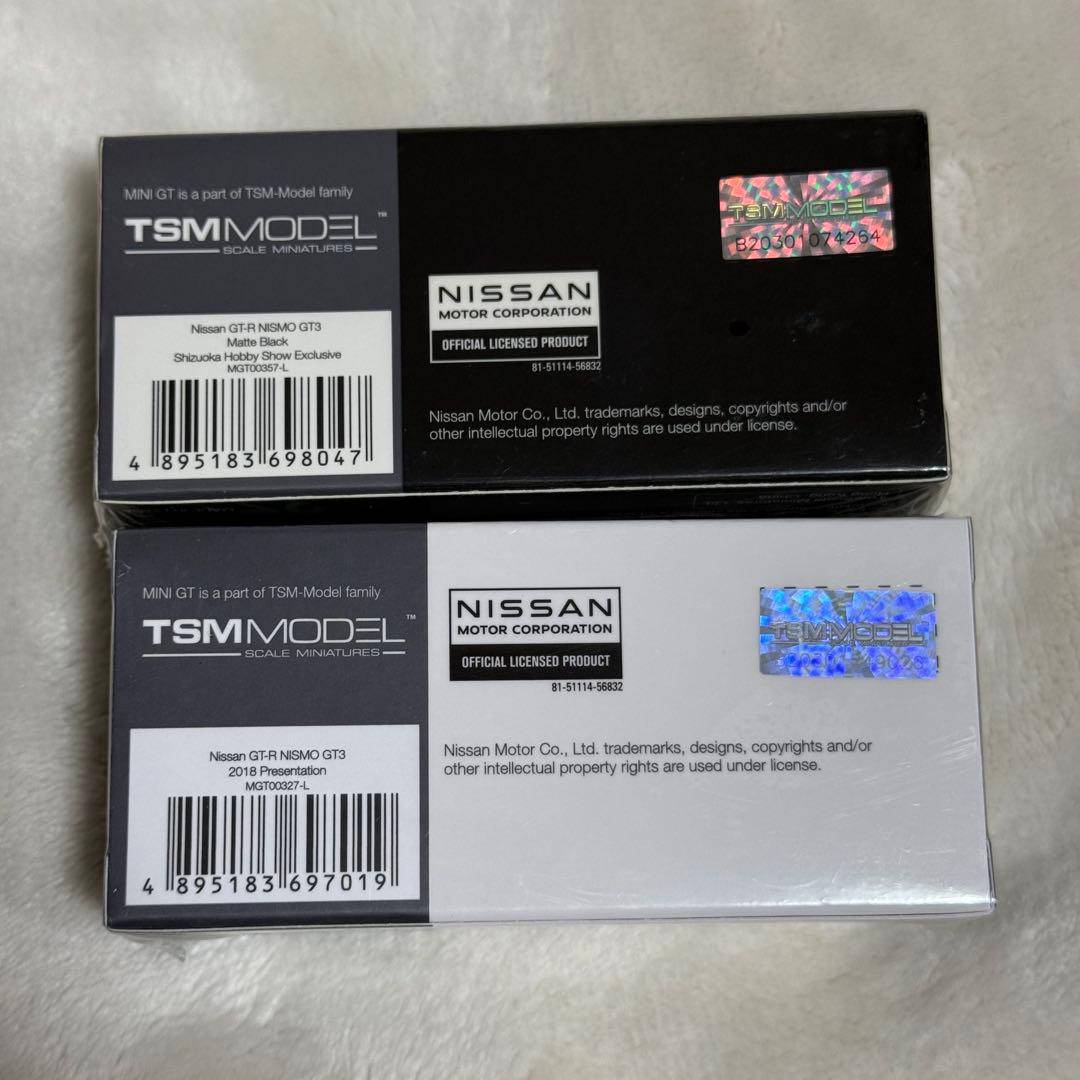 MINI GT is a part of TSM-Model family
TSMMODEL™
SCALE MINIATURES
Nissan GT-R NISMO GT3
Matte Black
Shizuoka Hobby Show Exclusive
MGT00357-L
4 895183 698047
NISSAN
MOTOR CORPORATION
OFFICIAL LICENSED PRODUCT
81-51114-56832
Nissan Motor Co., Ltd. trademarks, designs, copyrights and/or
other intellectual property rights are used under license.
TSMMODEL
B20301074264
MINI GT is a part of TSM-Model family
TSMMODEL™
SCALE MINIATURES
Nissan GT-R NISMO GT3
2018 Presentation
MGT00327-L
4 895183 697019
NISSAN
MOTOR CORPORATION
OFFICIAL LICENSED PRODUCT
81-51114-56832
Nissan Motor Co., Ltd. trademarks, designs, copyrights and/or
other intellectual property rights are used under license.
TSMMODEL